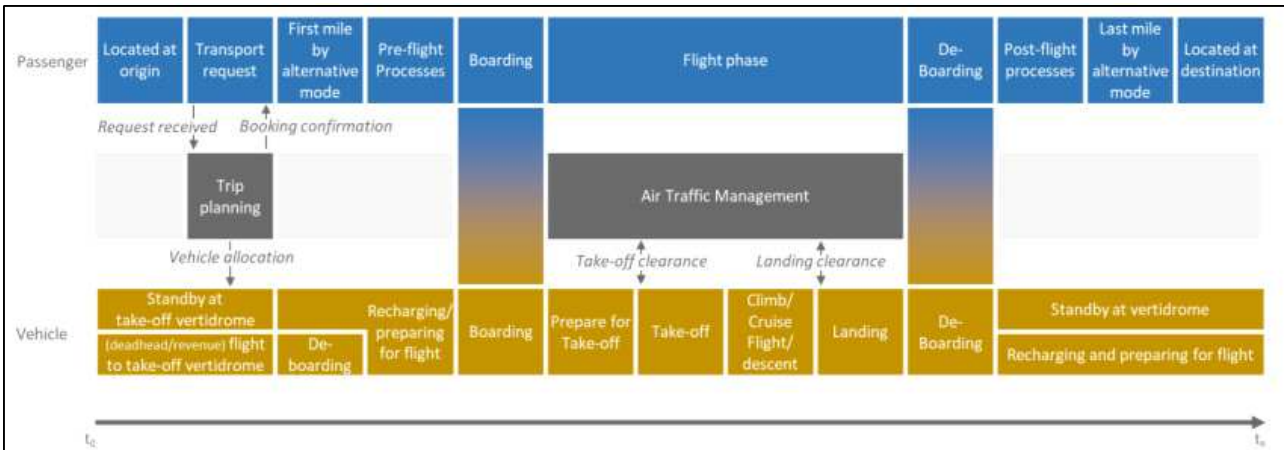 Passenger
Located at
origin
Transport
request
First mile
by
alternative
mode
Pre-flight
Processes
Boarding
Flight phase
De-
Boarding
Post-flight
processes
Last mile
by
alternative
mode
Located at
destination
Request received
Booking confirmation
Trip
planning
Air Traffic Management
Vehicle allocation
Take-off clearance
Landing clearance
Vehicle
Standby at
take-off vertidrome
(deadhead/revenue) flight
to take-off vertidrome
De-
boarding
Recharging/
preparing
for flight
Boarding
Prepare for
Take-off
Take-off
Climb/
Cruise
Flight/
descent
Landing
De-
Boarding
Standby at vertidrome
Recharging and preparing for flight